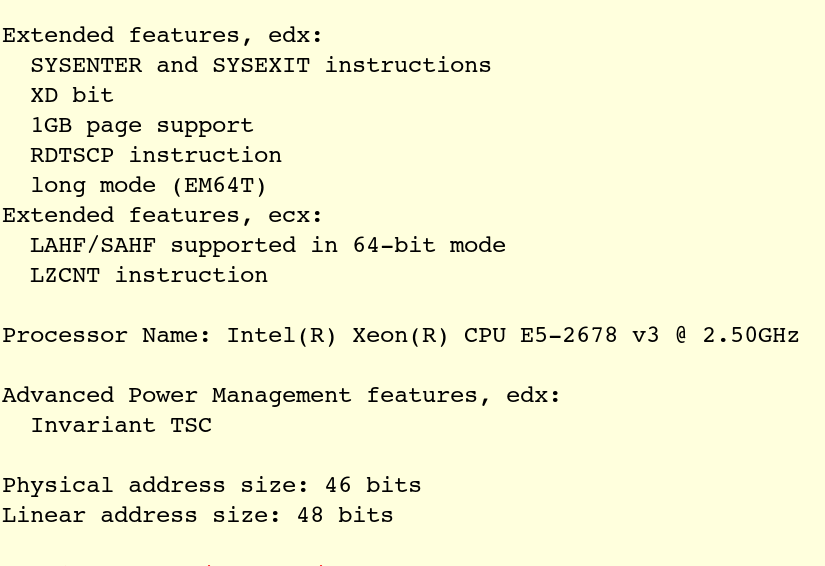 Extended features, edx:
SYSENTER and SYSEXIT instructions
XD bit
1GB page support
RDTSCP instruction
long mode (EM64T)
Extended features, ecx:
LAHF/SAHF supported in 64-bit mode
LZCNT instruction
Processor Name: Intel(R) Xeon(R) CPU E5-2678 v3 @ 2.50GHz
Advanced Power Management features, edx:
Invariant TSC
Physical address size: 46 bits
Linear address size: 48 bits